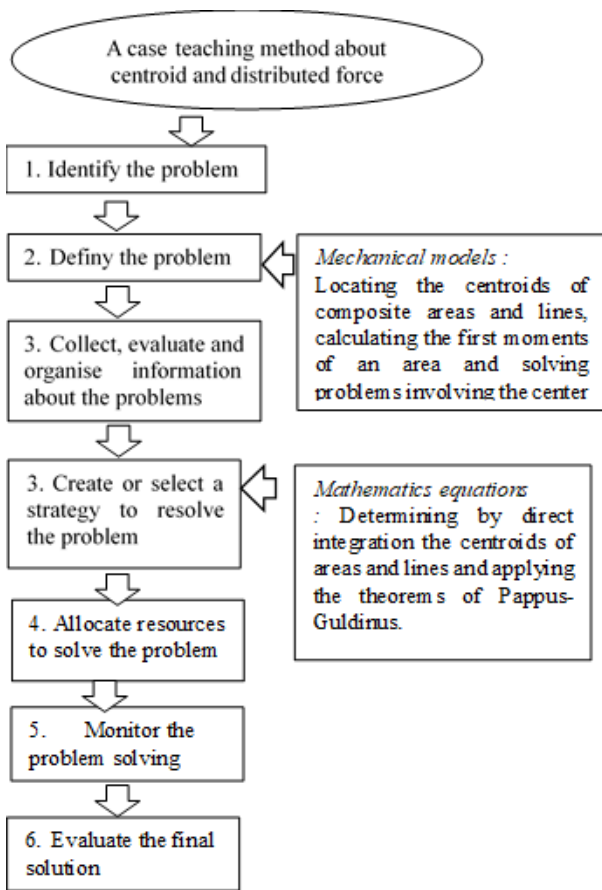 A case teaching method about
centroid and distributed force
1. Identify the problem
2. Definy the problem
Mechanical models :
Locating the centroids of
composite areas and lines,
calculating the first moments
of an area and solving
problems involving the center
3. Collect, evaluate and
organise information
about the problems
3. Create or select a
strategy to resolve
the problem
Mathematics equations
: Determining by direct
integration the centroids of
areas and lines and applying
the theorems of Pappus-
Guldinus.
4. Allocate resources
to solve the problem
5. Monitor the
problem solving
6. Evaluate the final
solution